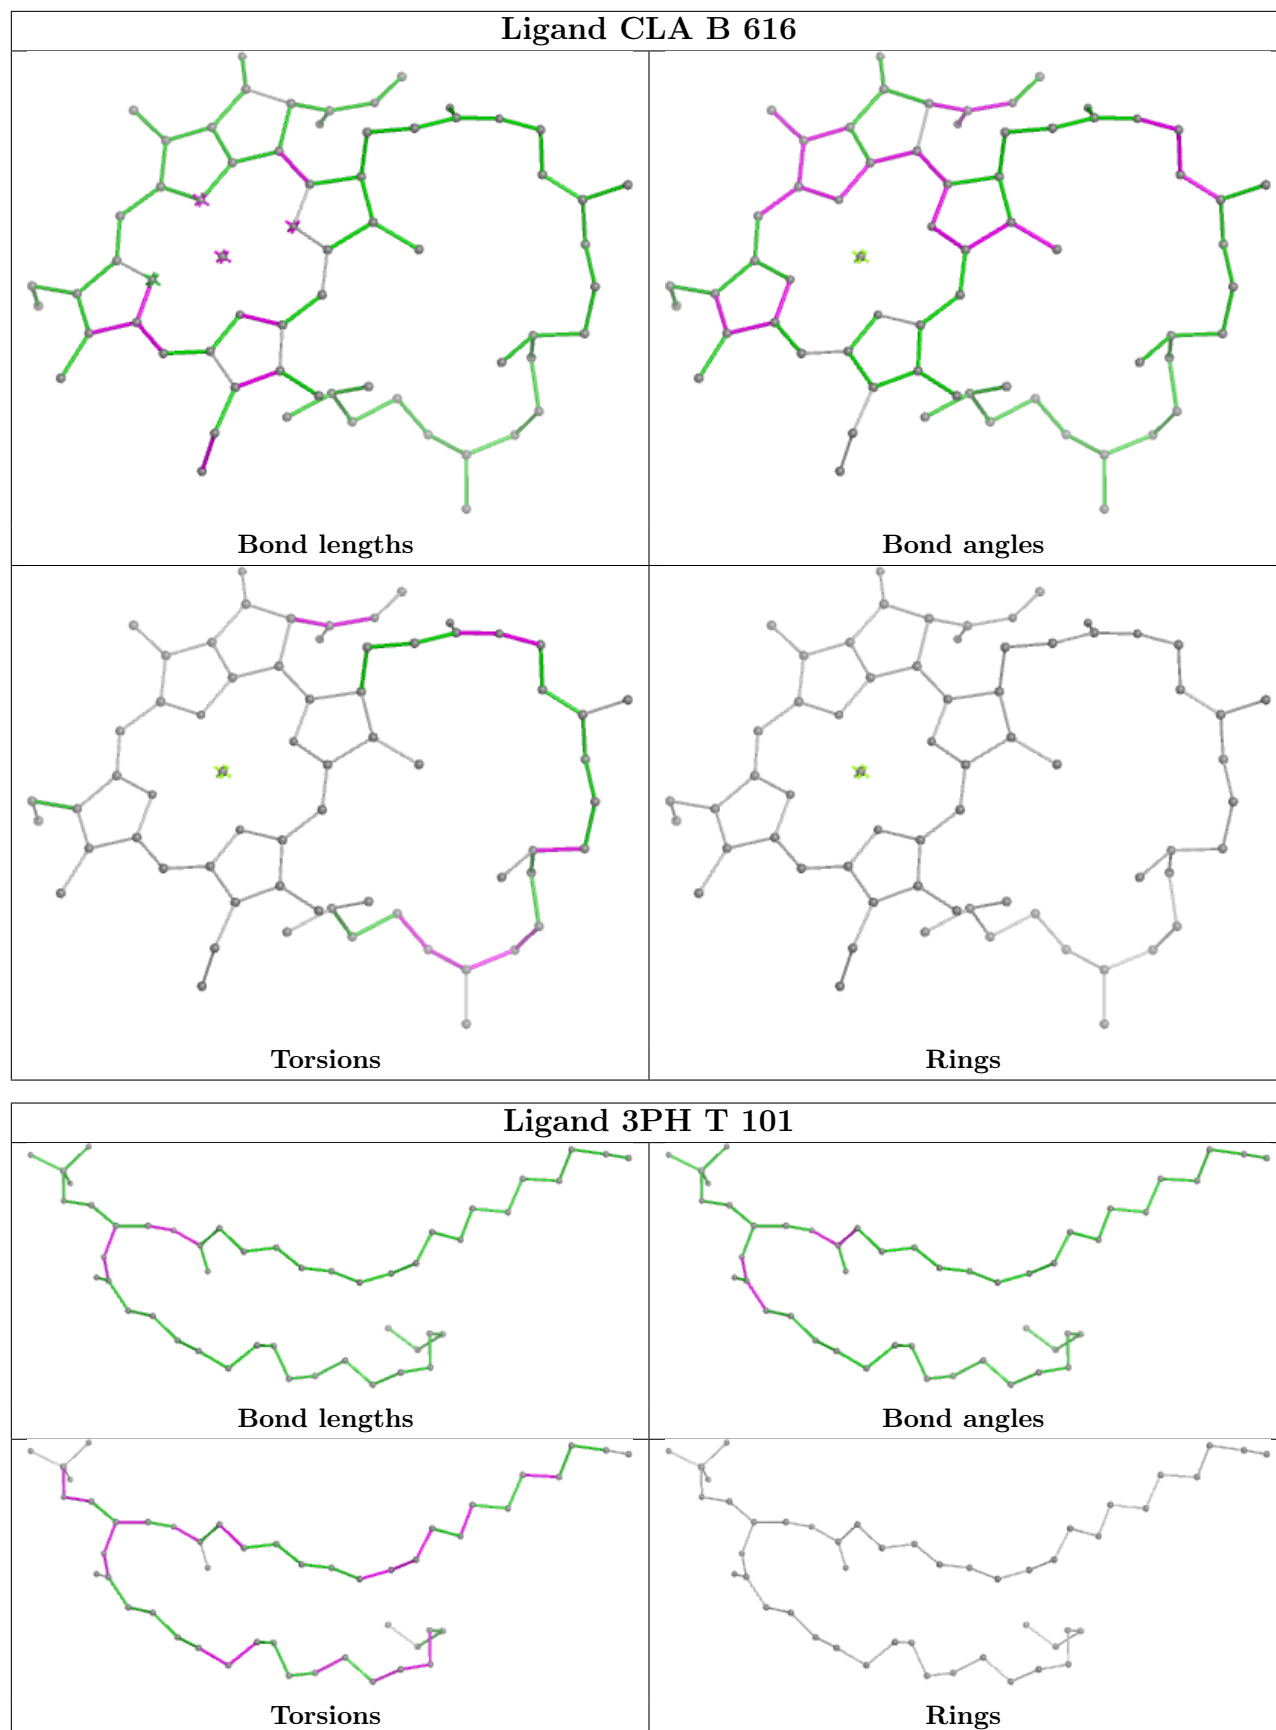 Ligand CLA B 616
Bond lengths
Bond angles
Torsions
Rings
Ligand 3PH T 101
Bond lengths
Bond angles
Torsions
Rings